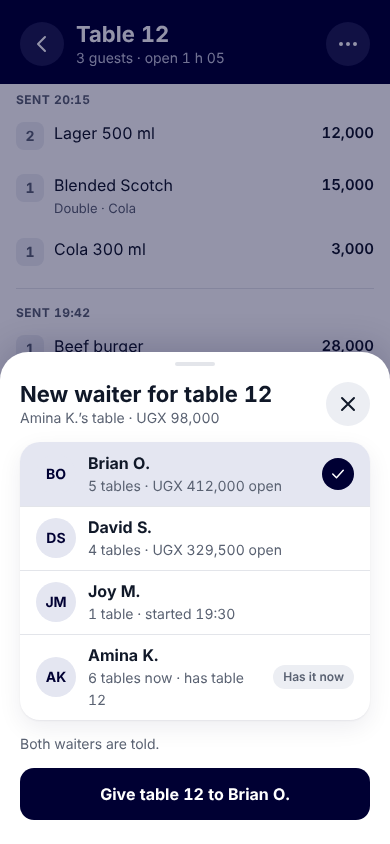 Table 12
3 guests · open 1 h 05
SENT 20:15
2 Lager 500 ml 12,000
1 Blended Scotch 15,000
Double · Cola
1 Cola 300 ml 3,000
SENT 19:42
1 Beef burger 28,000
New waiter for table 12
Amina K.’s table · UGX 98,000
BO Brian O.
5 tables · UGX 412,000 open
DS David S.
4 tables · UGX 329,500 open
JM Joy M.
1 table · started 19:30
AK Amina K.
6 tables now · has table
12
Has it now
Both waiters are told.
Give table 12 to Brian O.